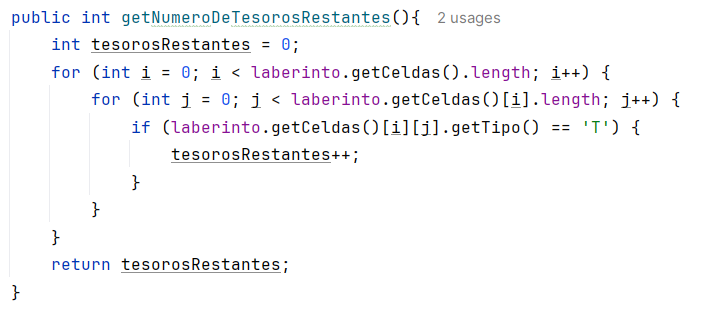 public int getNumeroDeTesorosRestantes(){ 2 usages
    int tesorosRestantes = 0;
    for (int i = 0; i < laberinto.getCeldas().length; i++) {
        for (int j = 0; j < laberinto.getCeldas()[i].length; j++) {
            if (laberinto.getCeldas()[i][j].getTipo() == 'T') {
                tesorosRestantes++;
            }
        }
    }
    return tesorosRestantes;
}